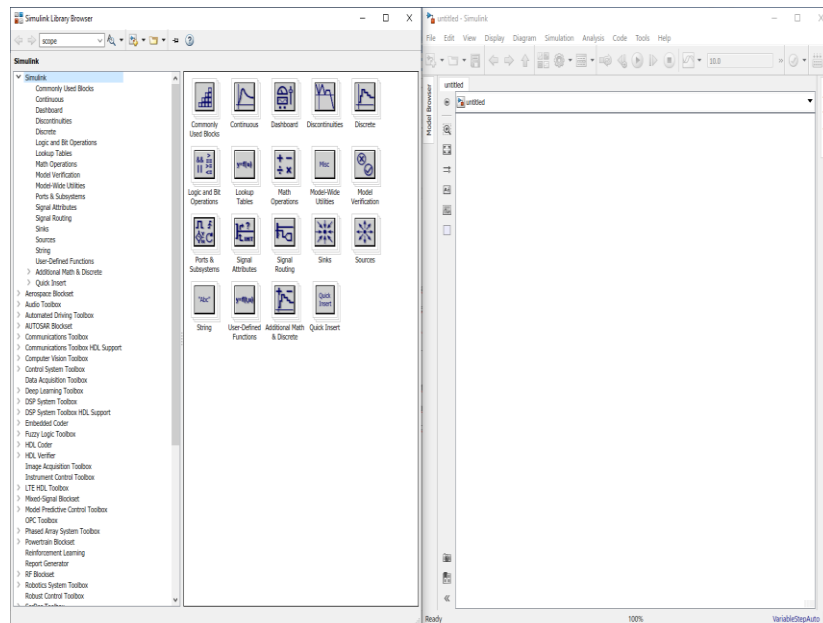 Simulink Library Browser
scope
Simulink
Simulink
Commonly Used Blocks
Continuous
Dashboard
Discontinuities
Discrete
Logic and Bit Operations
Lookup Tables
Math Operations
Model Verification
Model-Wide Utilities
Ports & Subsystems
Signal Attributes
Signal Routing
Sinks
Sources
String
User-Defined Functions
Additional Math & Discrete
Quick Insert
Aerospace Blockset
Audio Toolbox
Automated Driving Toolbox
AUTOSAR Blockset
Communications Toolbox
Communications Toolbox HDL Support
Computer Vision Toolbox
Control System Toolbox
Data Acquisition Toolbox
Deep Learning Toolbox
DSP System Toolbox
DSP System Toolbox HDL Support
Embedded Coder
Fuzzy Logic Toolbox
HDL Coder
HDL Verifier
Image Acquisition Toolbox
Instrument Control Toolbox
LTE HDL Toolbox
Mixed-Signal Blockset
Model Predictive Control Toolbox
OPC Toolbox
Phased Array System Toolbox
Powertrain Blockset
Reinforcement Learning
Report Generator
RF Blockset
Robotics System Toolbox
Robust Control Toolbox
Commonly Used Blocks
Continuous
Dashboard
Discontinuities
Discrete
y=f(u)
Misc
Logic and Bit Operations
Lookup Tables
Math Operations
Model-Wide Utilities
Model Verification
Ports & Subsystems
Signal Attributes
Signal Routing
Sinks
Sources
"Abc"
y=f(u)
Quick Insert
String
User-Defined Functions
Additional Math & Discrete
Quick Insert
untitled - Simulink
File Edit View Display Diagram Simulation Analysis Code Tools Help
10.0
untitled
untitled
Model Browser
Ready
100%
VariableStepAuto